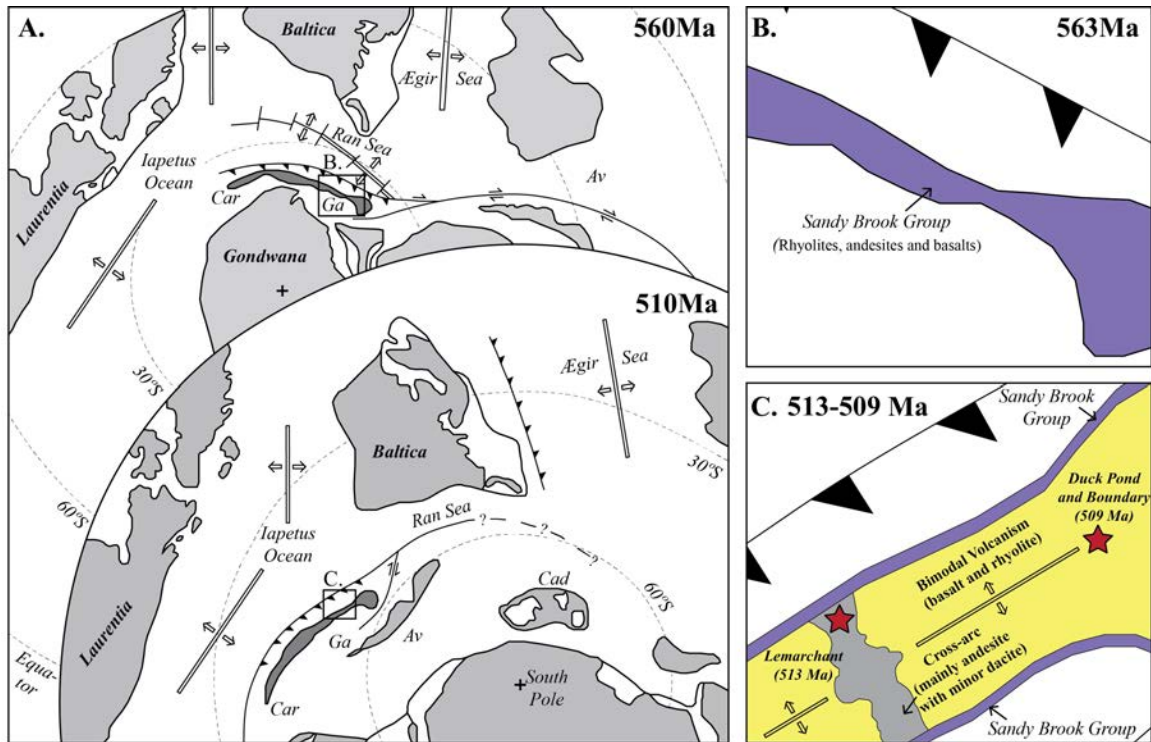 A.
560Ma
Baltica
Ægir
Sea
Ran Sea
Iapetus
Ocean
Laurentia
B.
Car
Ga
Av
Gondwana
+
30°S
60°S
510Ma
Ægir
Sea
Baltica
30°S
Ran Sea
?
?
?
Iapetus
Ocean
Laurentia
C.
Cad
60°S
Ga
Av
Equa-
tor
Car
+
South
Pole
B.
563Ma
Sandy Brook Group
(Rhyolites, andesites and basalts)
C. 513-509 Ma
Sandy Brook
Group
Duck Pond
and Boundary
(509 Ma)
Bimodal Volcanism
(basalt and rhyolite)
Lemarchant
(513 Ma)
Cross-arc
(mainly andesite
with minor dacite)
Sandy Brook Group